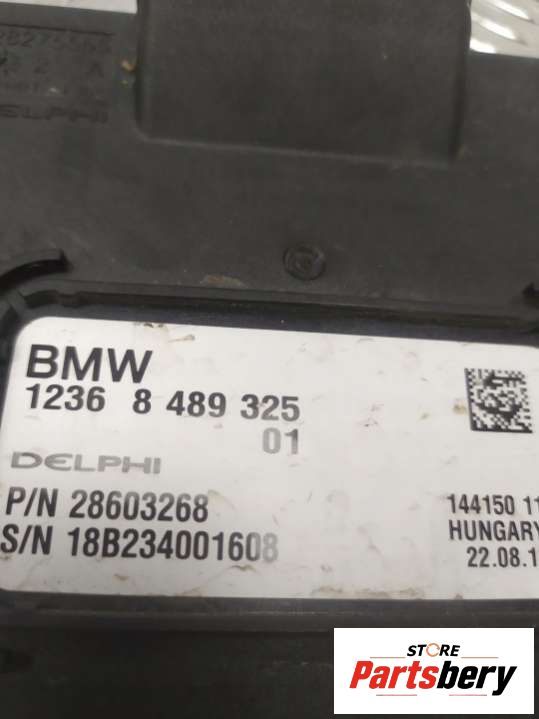 DELPHI
BMW
1236 8 489 325
01
DELPHI
P/N 28603268
S/N 18B234001608
144150 11
HUNGARY
22.08.1
STORE
Partsbery